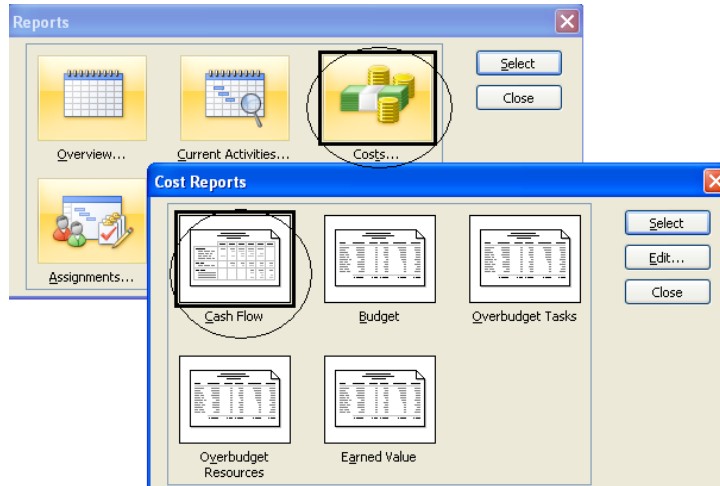 Reports
Select
Close
Overview...
Current Activities...
Costs...
Cost Reports
Assignments...
Select
Edit...
Close
Cash Flow
Budget
Overbudget Tasks
Overbudget
Resources
Earned Value